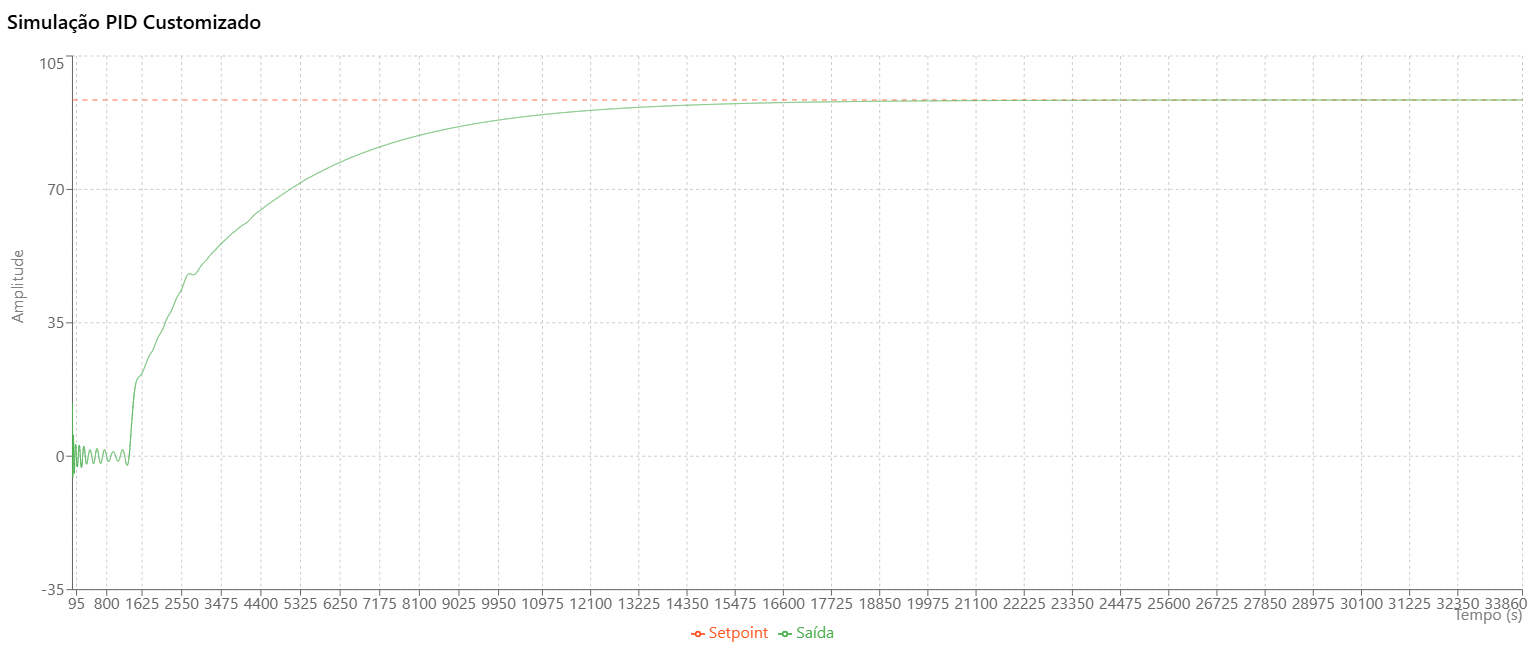 Simulação PID Customizado
105
70
35
0
-35
Amplitude
95 800 1625 2550 3475 4400 5325 6250 7175 8100 9025 9950 10975 12100 13225 14350 15475 16600 17725 18850 19975 21100 22225 23350 24475 25600 26725 27850 28975 30100 31225 32350 33860
Tempo (s)
Setpoint Saída